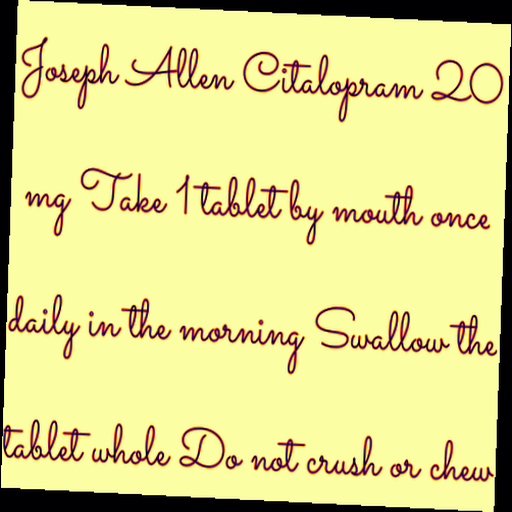 Joseph Allen Citalopram 20
mg Take 1 tablet by mouth once
daily in the morning Swallow the
tablet whole Do not crush or chew